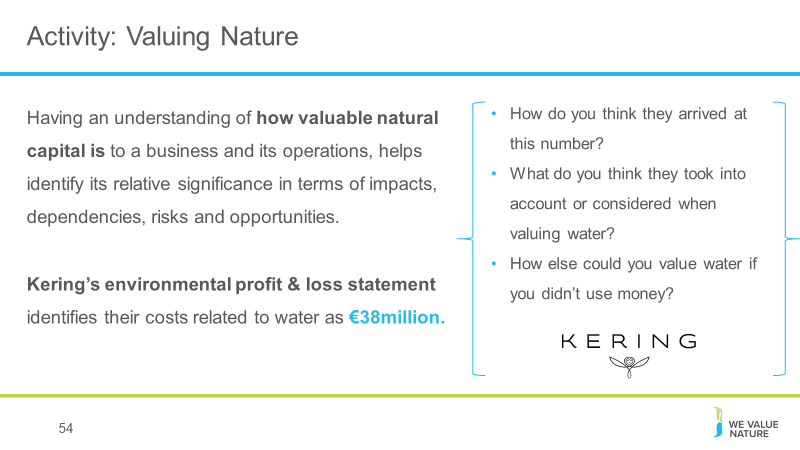 Activity: Valuing Nature
Having an understanding of how valuable natural
capital is to a business and its operations, helps
identify its relative significance in terms of impacts,
dependencies, risks and opportunities.
Kering's environmental profit & loss statement
identifies their costs related to water as €38million.
• How do you think they arrived at
this number?
• What do you think they took into
account or considered when
valuing water?
• How else could you value water if
you didn't use money?
KERING
54
WE VALUE
NATURE